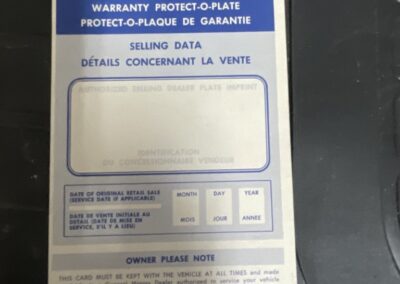 WARRANTY PROTECT-O-PLATE
PROTECT-O-PLAQUE DE GARANTIE
SELLING DATA
DÉTAILS CONCERNANT LA VENTE
AUTHORIZED SELLING DEALER PLATE IMPRINT
IDENTIFICATION
DU CONCESSIONNAIRE VENDEUR
DATE OF ORIGINAL RETAIL SALE
(SERVICE DATE IF APPLICABLE)
MONTH DAY YEAR
DATE DE VENTE INITIALE AU
DÉTAIL (DATE DE MISE EN
SERVICE, S'IL Y A LIEU)
MOIS JOUR ANNÉE
OWNER PLEASE NOTE
THIS CARD MUST BE KEPT WITH THE VEHICLE AT ALL TIMES and made
Dealer authorized to service your vehicle